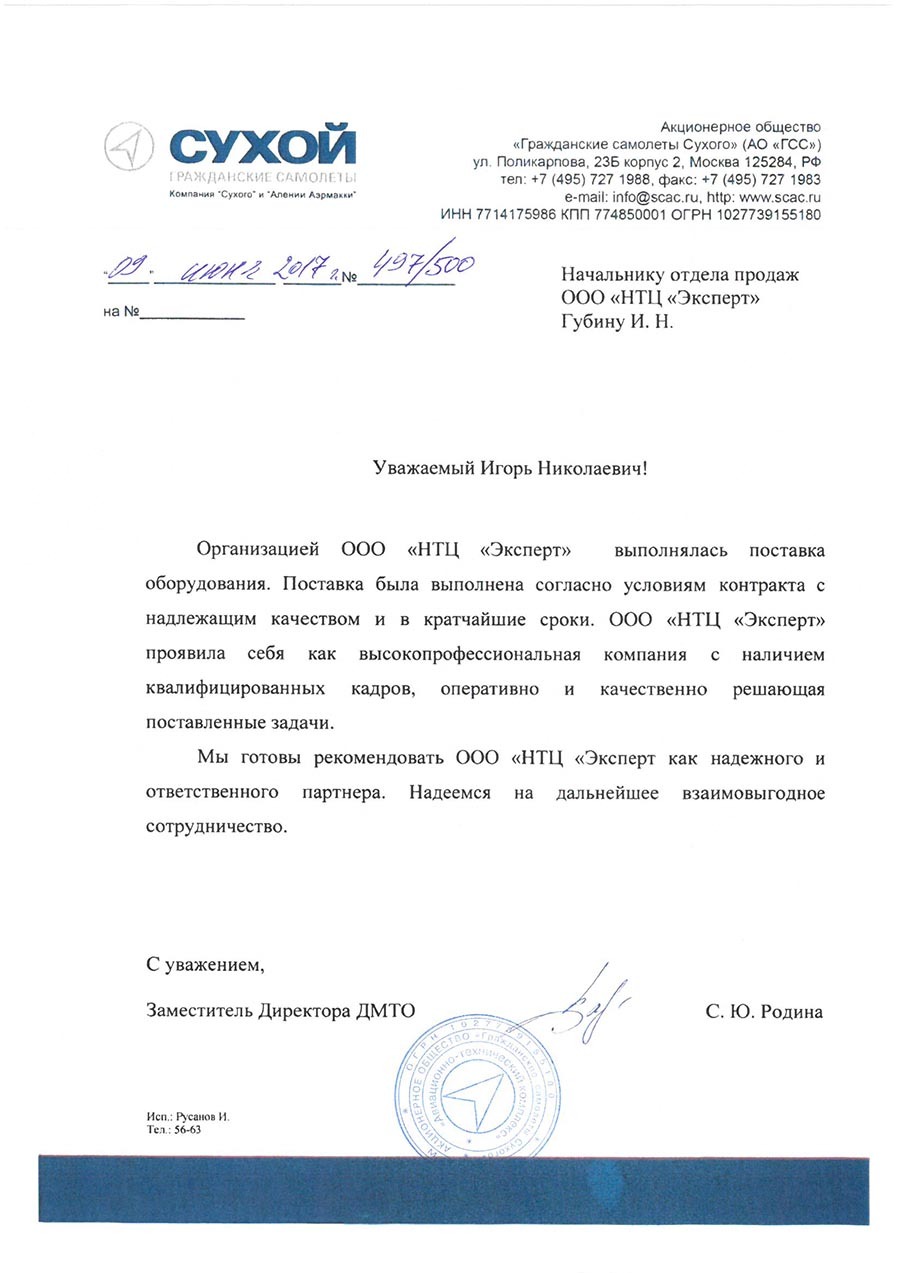 СУХОЙ
ГРАЖДАНСКИЕ САМОЛЕТЫ
Компания "Сухого" и "Алении Аэрмакки"
Акционерное общество
«Гражданские самолеты Сухого» (АО «ГСС»)
ул. Поликарпова, 23Б корпус 2, Москва 125284, РФ
тел: +7 (495) 727 1988, факс: +7 (495) 727 1983
e-mail: info@scac.ru, http: www.scac.ru
ИНН 7714175986 КПП 774850001 ОГРН 1027739155180
"09" июня 2017 г. № 497/500
на №
Начальнику отдела продаж
ООО «НТЦ «Эксперт»
Губину И. Н.
Уважаемый Игорь Николаевич!
Организацией ООО «НТЦ «Эксперт» выполнялась поставка
оборудования. Поставка была выполнена согласно условиям контракта с
надлежащим качеством и в кратчайшие сроки. ООО «НТЦ «Эксперт»
проявила себя как высокопрофессиональная компания с наличием
квалифицированных кадров, оперативно и качественно решающая
поставленные задачи.
Мы готовы рекомендовать ООО «НТЦ «Эксперт как надежного и
ответственного партнера. Надеемся на дальнейшее взаимовыгодное
сотрудничество.
С уважением,
Заместитель Директора ДМТО
С. Ю. Родина
ОГРН 1027739155180
АКЦИОНЕРНОЕ ОБЩЕСТВО «Гражданские самолеты Сухого»
«Авиационно-технический комплекс»
Исп.: Русанов И.
Тел.: 56-63